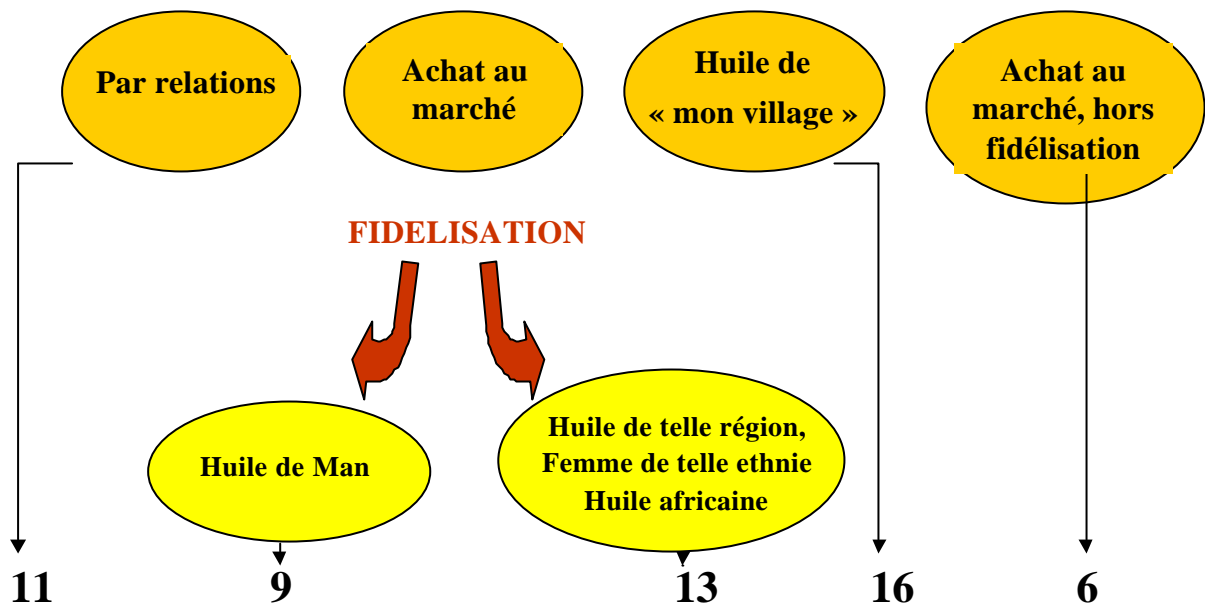 Par relations
Achat au
marché
Huile de
« mon village »
Achat au
marché, hors
fidélisation
FIDELISATION
Huile de Man
Huile de telle région,
Femme de telle ethnie
Huile africaine
11
9
13
16
6